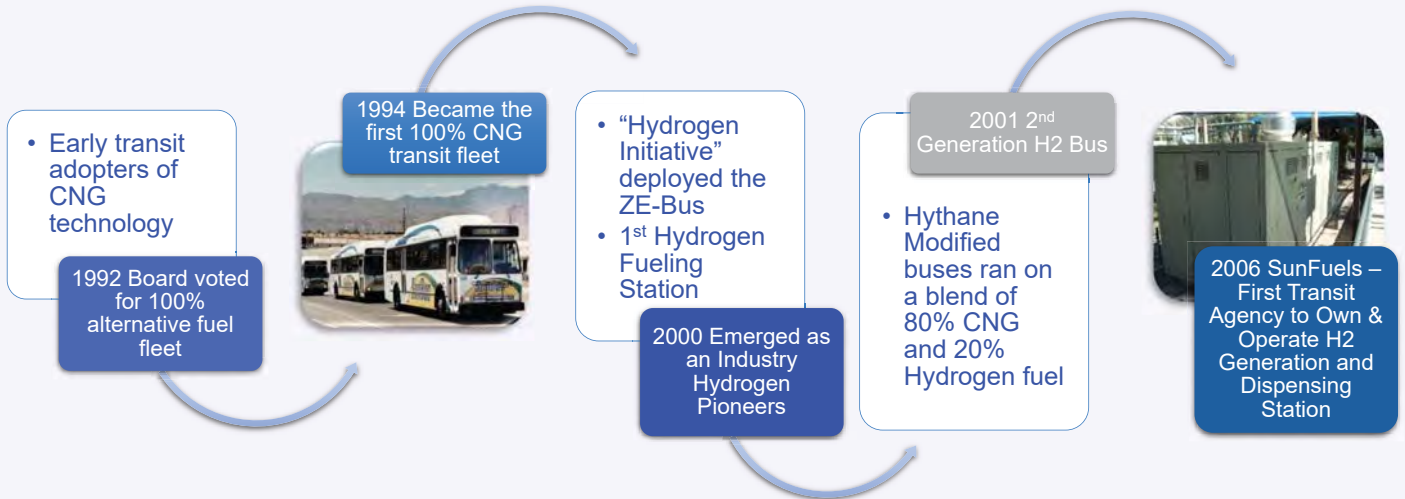 • Early transit
adopters of
CNG
technology
1992 Board voted
for 100%
alternative fuel
fleet
1994 Became the
first 100% CNG
transit fleet
• “Hydrogen
Initiative”
deployed the
ZE-Bus
• 1st Hydrogen
Fueling
Station
2000 Emerged as
an Industry
Hydrogen
Pioneers
2001 2nd
Generation H2 Bus
• Hythane
Modified
buses ran on
a blend of
80% CNG
and 20%
Hydrogen fuel
2006 SunFuels –
First Transit
Agency to Own &
Operate H2
Generation and
Dispensing
Station